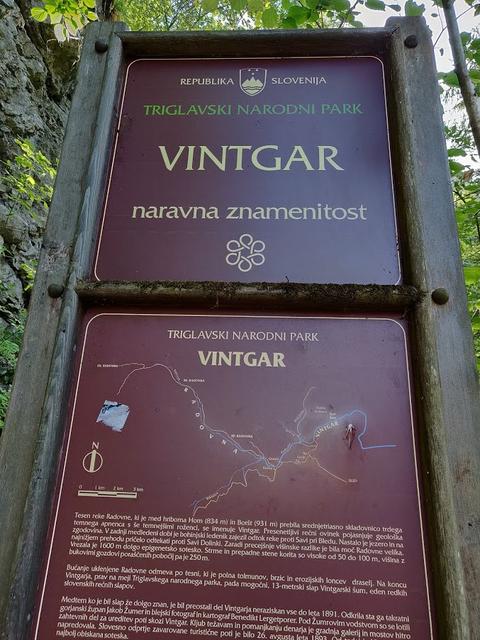 REPUBLIKA SLOVENIJA
TRIGLAVSKI NARODNI PARK
VINTGAR
naravna znamenitost
TRIGLAVSKI NARODNI PARK
VINTGAR
RADOVNA
VINTGAR
N
0 1 2 3 km
Tesen reke Radovne, ki je med hriboma Hom (834 m) in Boršt (931 m) prebila srednjetriasno skladovnico trdega
temnega apnenca s še temnejšimi roženci, se imenuje Vintgar. Presenetljivi rečni ovinek pojasnjuje geološka
zgodovina. V zadnji medledeni dobi je bohinjski ledenik zajezil odtok reke proti Savi pri Bledu. Nastalo je jezero in na
najnižjem prehodu pričelo odtekati proti Savi Dolinki. Zaradi precejšnje višinske razlike je bila moč Radovne velika.
Vrezala je 1600 m dolgo epigenetsko sotesko. Strme in prepadne stene korita so visoke od 50 do 100 m, višina z
bukovimi gozdovi poraslih pobočij pa je 250 m.
Bučanje uklenjene Radovne odmeva po tesni, ki je polna tolmunov, brzic in erozijskih loncev draselj. Na koncu
Vintgarja, prav na meji Triglavskega narodnega parka, pada mogočni, 13-metrski slap Vintgarski šum, eden redkih
slovenskih rečnih slapov.
Medtem ko je slap že dolgo znan, je bil preostali del Vintgarja neraziskan vse do leta 1891. Odkrila sta ga takratni
gorjanski župan Jakob Žumer in blejski fotograf in kartograf Benedikt Lergetporer. Pod Žumrovim vodstvom so se lotili
zahtevnih del za ureditev poti skozi Vintgar. Kljub težavam in pomanjkanju denarja je gradnja galerij in mostov hitro
napredovala. Slovesno odprtje zavarovane turistične poti je bilo 26. avgusta leta 1893. Od
najbolj obiskana soteska.